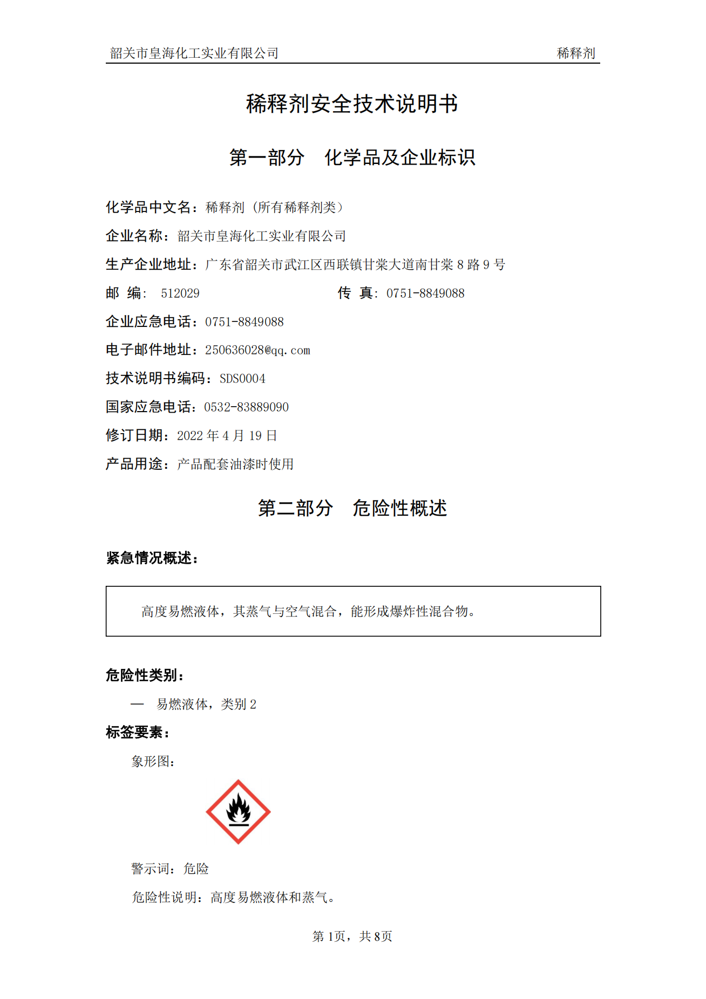 韶关市皇海化工实业有限公司 稀释剂
稀释剂安全技术说明书
第一部分 化学品及企业标识
化学品中文名：稀释剂（所有稀释剂类）
企业名称：韶关市皇海化工实业有限公司
生产企业地址：广东省韶关市武江区西联镇甘棠大道南甘棠 8 路 9 号
邮 编： 512029 传 真：0751-8849088
企业应急电话：0751-8849088
电子邮件地址：250636028@qq.com
技术说明书编码：SDS0004
国家应急电话：0532-83889090
修订日期：2022 年 4 月 19 日
产品用途：产品配套油漆时使用
第二部分 危险性概述
紧急情况概述：
高度易燃液体，其蒸气与空气混合，能形成爆炸性混合物。
危险性类别：
— 易燃液体，类别 2
标签要素：
象形图：
警示词：危险
危险性说明：高度易燃液体和蒸气。
第 1页，共 8页